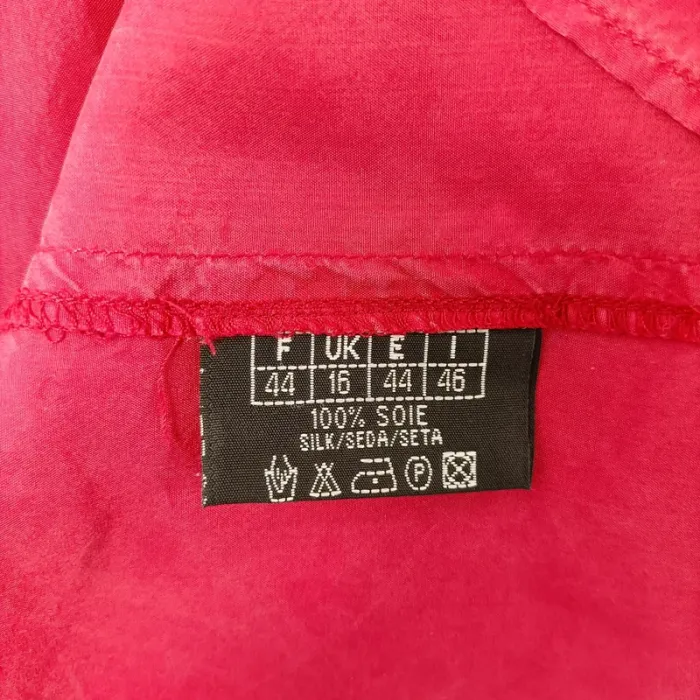 F UK E I
44 16 44 46
100% SOIE
SILK/SEDA/SETA
P